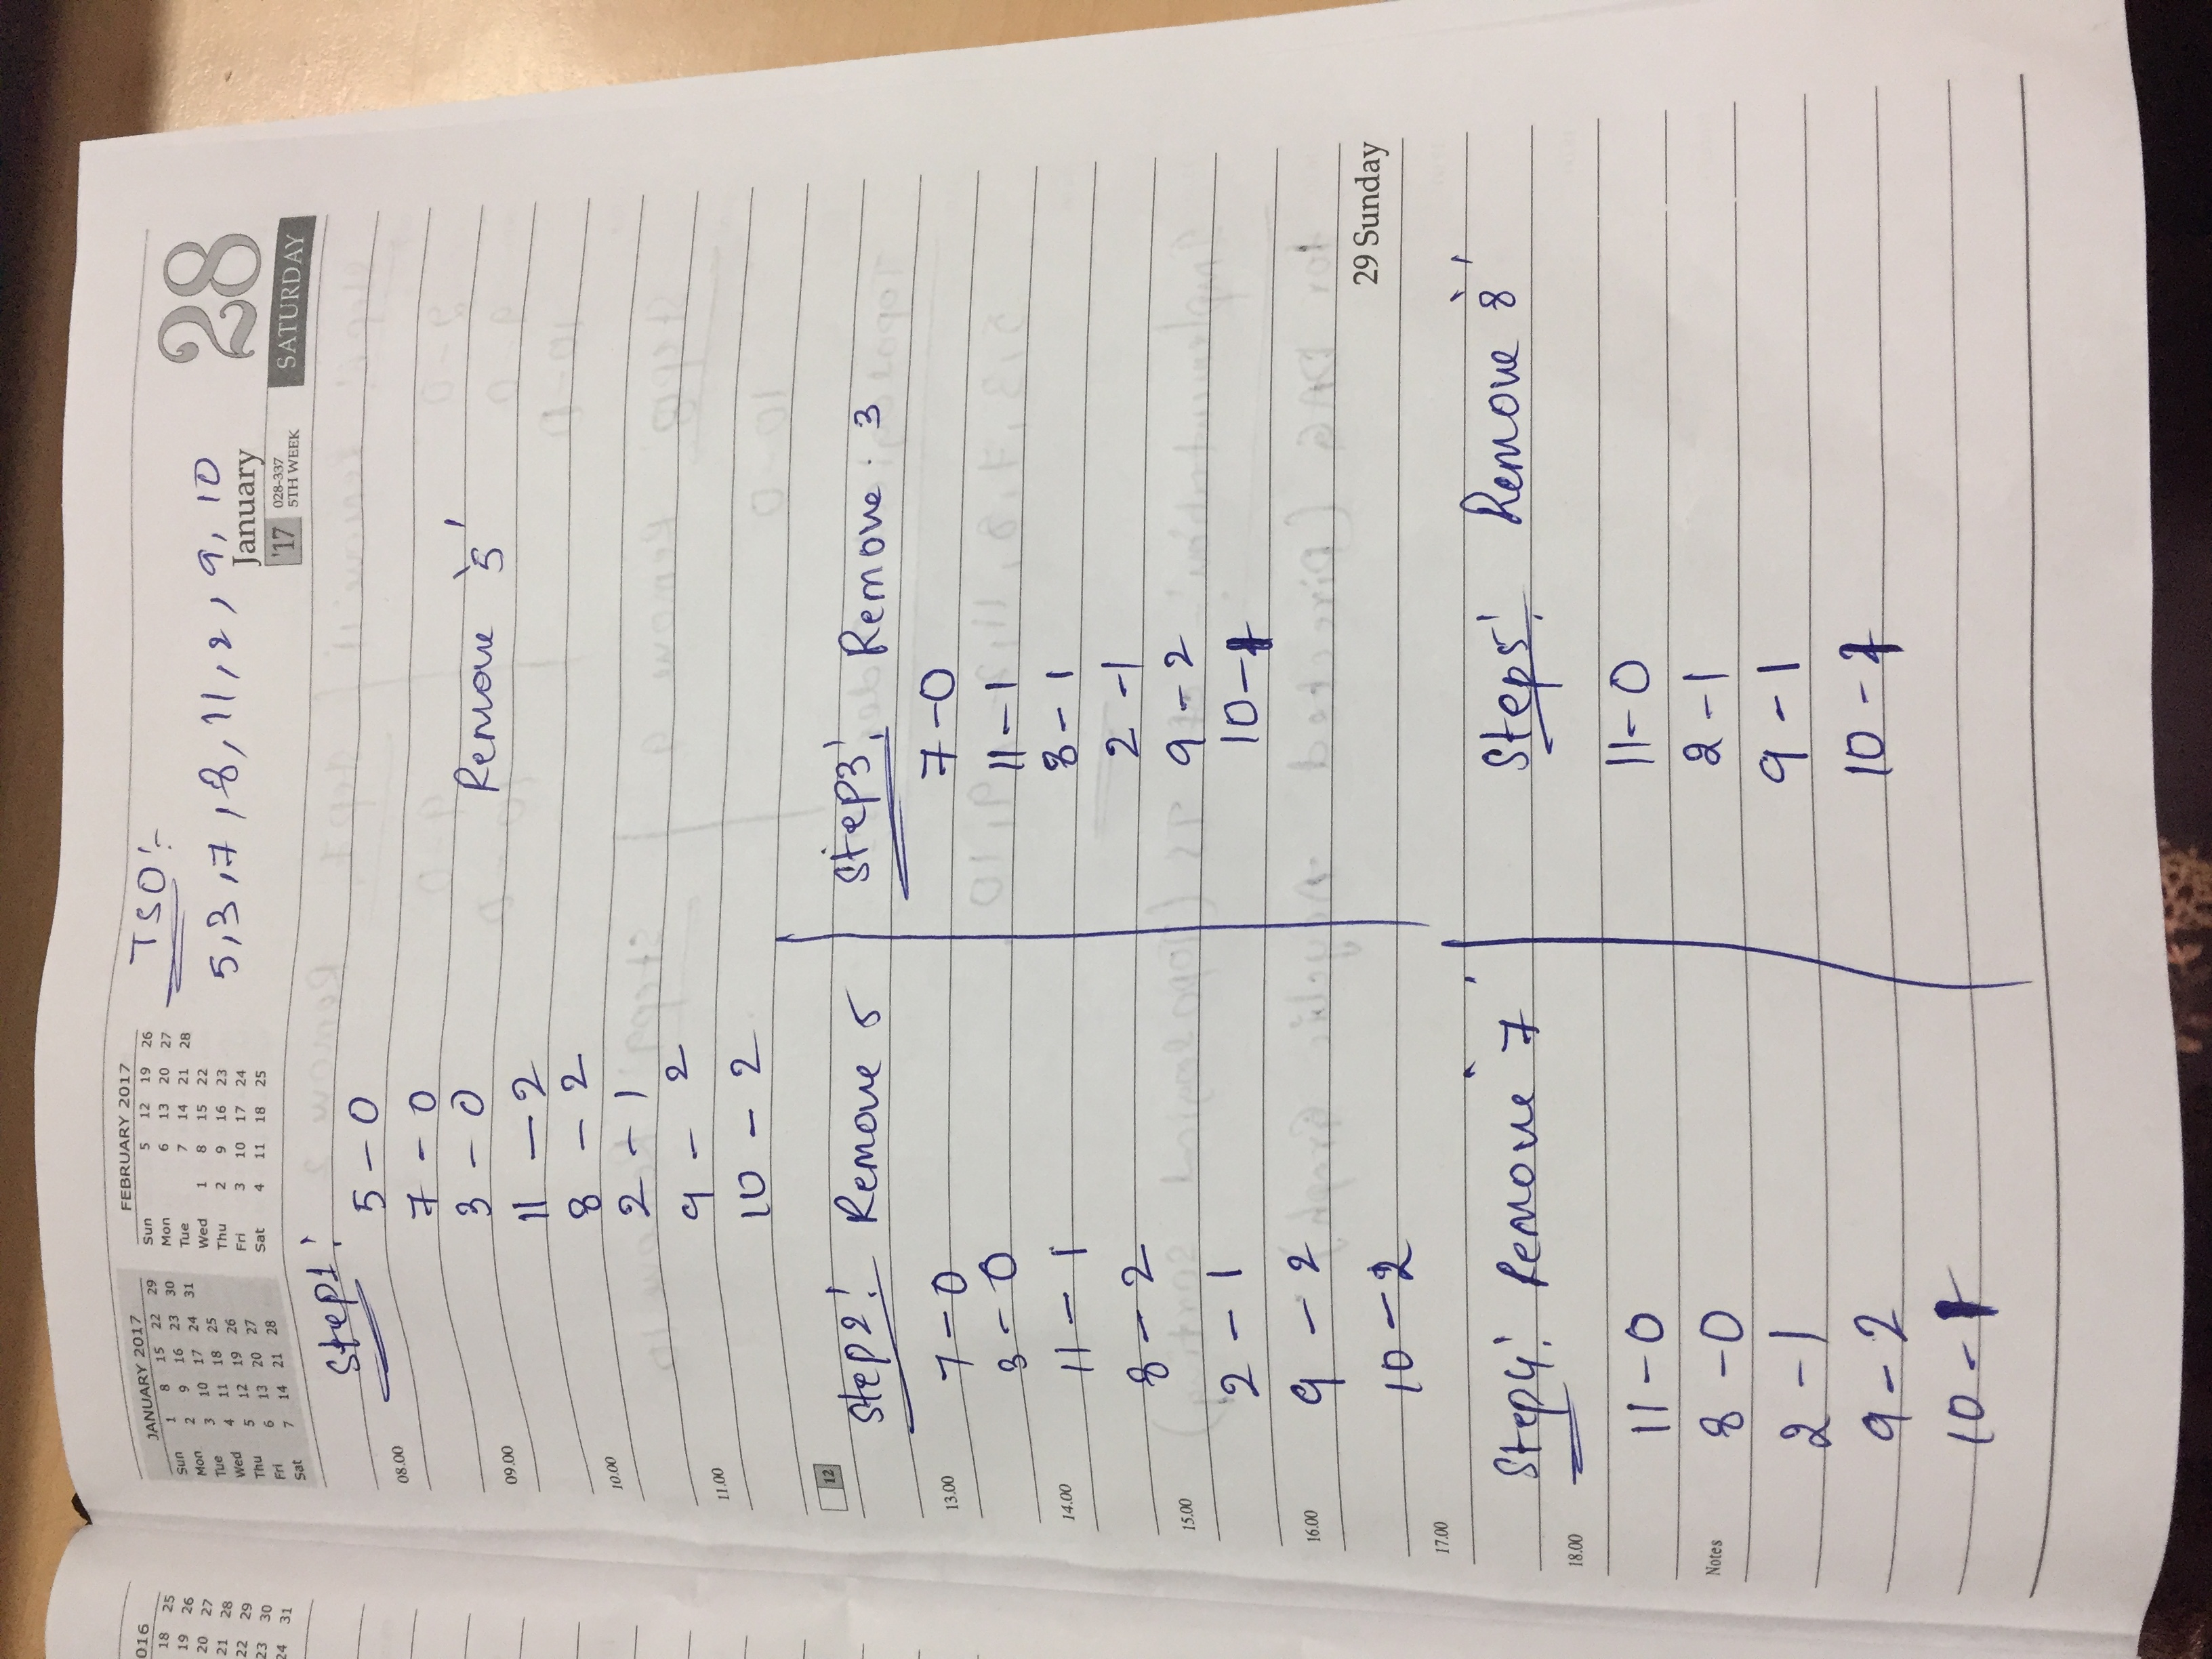 016
18 25
19 26
20 27
21 28
22 29
23 30
24 31
JANUARY 2017
Sun 1 8 15 22 29
Mon 2 9 16 23 30
Tue 3 10 17 24 31
Wed 4 11 18 25
Thu 5 12 19 26
Fri 6 13 20 27
Sat 7 14 21 28
FEBRUARY 2017
Sun 5 12 19 26
Mon 6 13 20 27
Tue 7 14 21 28
Wed 1 8 15 22
Thu 2 9 16 23
Fri 3 10 17 24
Sat 4 11 18 25
TSO:-
5,3,7,8,11,2,9,10
28
January
'17 028-337
5TH WEEK
SATURDAY
Step1:
5-0
08.00
7-0
3-0
Remove '5'
09.00
11-2
8-2
10.00
2-1
9-2
11.00
10-2
12
Step2: Remove 5
13.00
7-0
3-0
14.00
11-1
8-2
15.00
2-1
16.00
9-2
10-2
17.00
Step3: Remove 3
7-0
11-1
8-1
2-1
9-2
10-1
29 Sunday
Step4: Remove '7'
18.00
11-0
Notes
8-0
2-1
9-2
10-1
Step5: Remove '8'
11-0
2-1
9-1
10-1